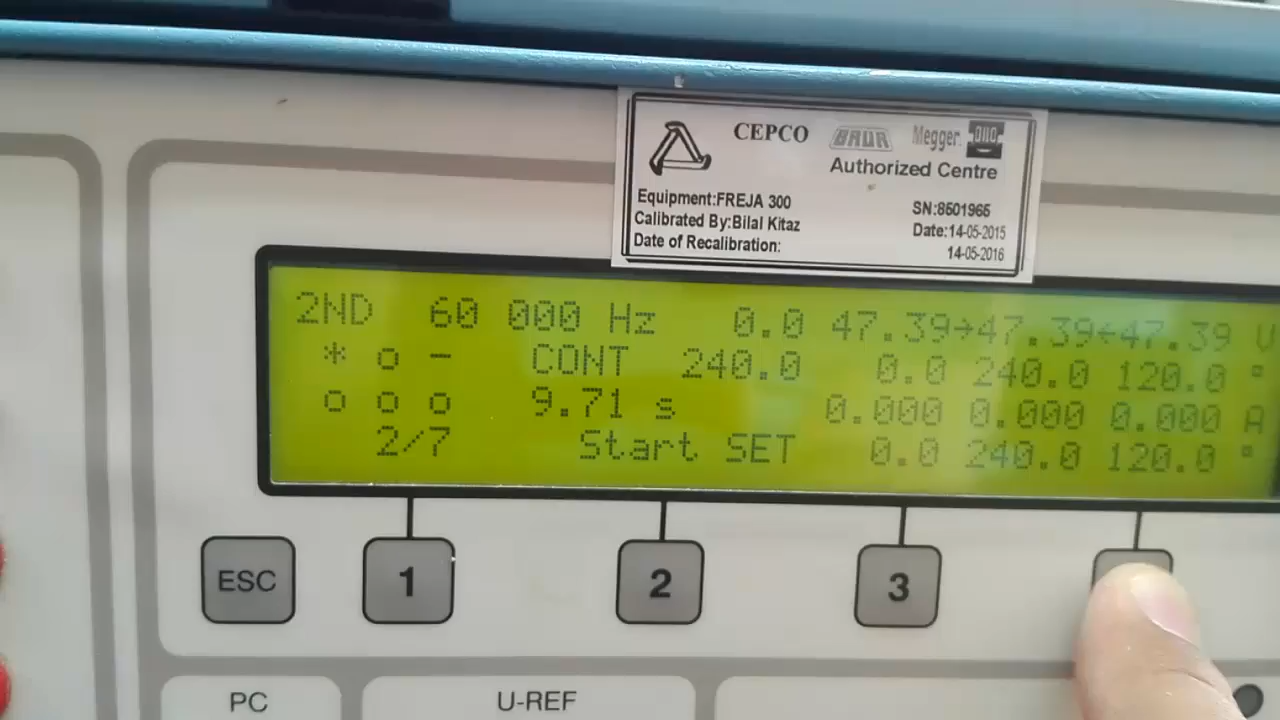 CEPCO BAUR Megger.
Authorized Centre
Equipment:FREJA 300 SN:8501965
Calibrated By:Bilal Kitaz Date:14-05-2015
Date of Recalibration: 14-05-2016
2ND 60 000 Hz 0.0 47.39→47.39←47.39 V
* o - CONT 240.0 0.0 240.0 120.0 °
o o o 9.71 s 0.000 0.000 0.000 A
2/7 Start SET 0.0 240.0 120.0 °
ESC 1 2 3
PC U-REF